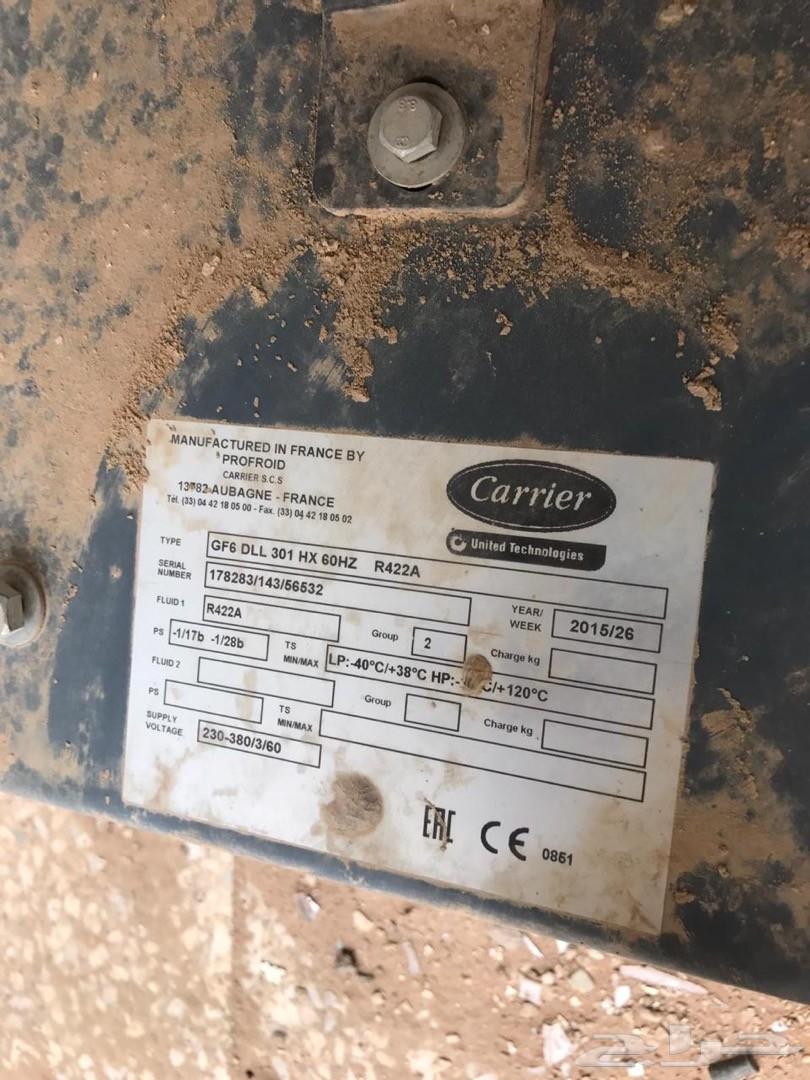 MANUFACTURED IN FRANCE BY
PROFROID
CARRIER S.C.S
AUBAGNE - FRANCE
Tél. (33) 04 42 18 05 00 - Fax. (33) 04 42 18 05 02
Carrier
United Technologies
TYPE GF6 DLL 301 HX 60HZ R422A
SERIAL NUMBER 178283/143/56532
YEAR/ WEEK 2015/26
FLUID 1 R422A Group 2 Charge kg
PS -1/17b -1/28b TS MIN/MAX LP:-40°C/+38°C HP: /+120°C
FLUID 2 Group Charge kg
PS TS MIN/MAX
SUPPLY VOLTAGE 230-380/3/60
EAC CE 0851
حراج